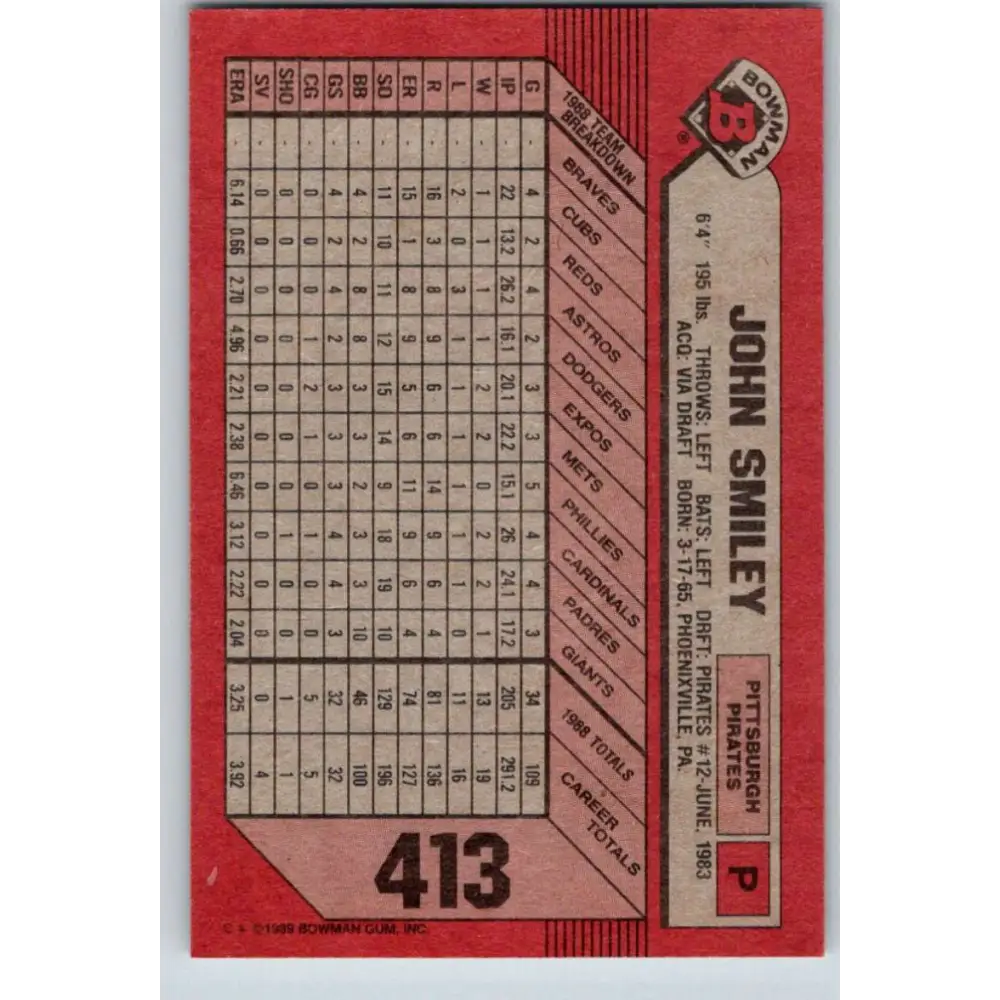 BOWMAN
B
®
JOHN SMILEY
PITTSBURGH
PIRATES
P
6'4" 195 lbs. THROWS: LEFT BATS: LEFT DRFT: PIRATES #12-JUNE, 1983
ACQ: VIA DRAFT BORN: 3-17-65, PHOENIXVILLE, PA.
1988 TEAM
BREAKDOWN
BRAVES
CUBS
REDS
ASTROS
DODGERS
EXPOS
METS
PHILLIES
CARDINALS
PADRES
GIANTS
1988 TOTALS
CAREER
TOTALS
G - 4 2 4 2 3 3 5 4 4 3 34 109
IP - 22 13.2 26.2 16.1 20.1 22.2 15.1 26 24.1 17.2 205 291.2
W - 1 1 1 1 2 2 0 2 2 1 13 19
L - 2 0 3 1 1 1 1 1 1 0 11 16
R - 16 3 8 9 6 6 14 9 6 4 81 136
ER - 15 1 8 9 5 6 11 9 6 4 74 127
SO - 11 10 11 12 15 14 9 18 19 10 129 196
BB - 4 2 8 8 3 3 2 3 3 10 46 100
GS - 4 2 4 2 3 3 3 4 4 3 32 32
CG - 0 0 0 1 2 1 0 1 0 0 5 5
SHO - 0 0 0 0 0 0 0 1 0 0 1 1
SV - 0 0 0 0 0 0 0 0 0 0 0 4
ERA - 6.14 0.66 2.70 4.96 2.21 2.38 6.46 3.12 2.22 2.04 3.25 3.92
413
©1989 BOWMAN GUM, INC.